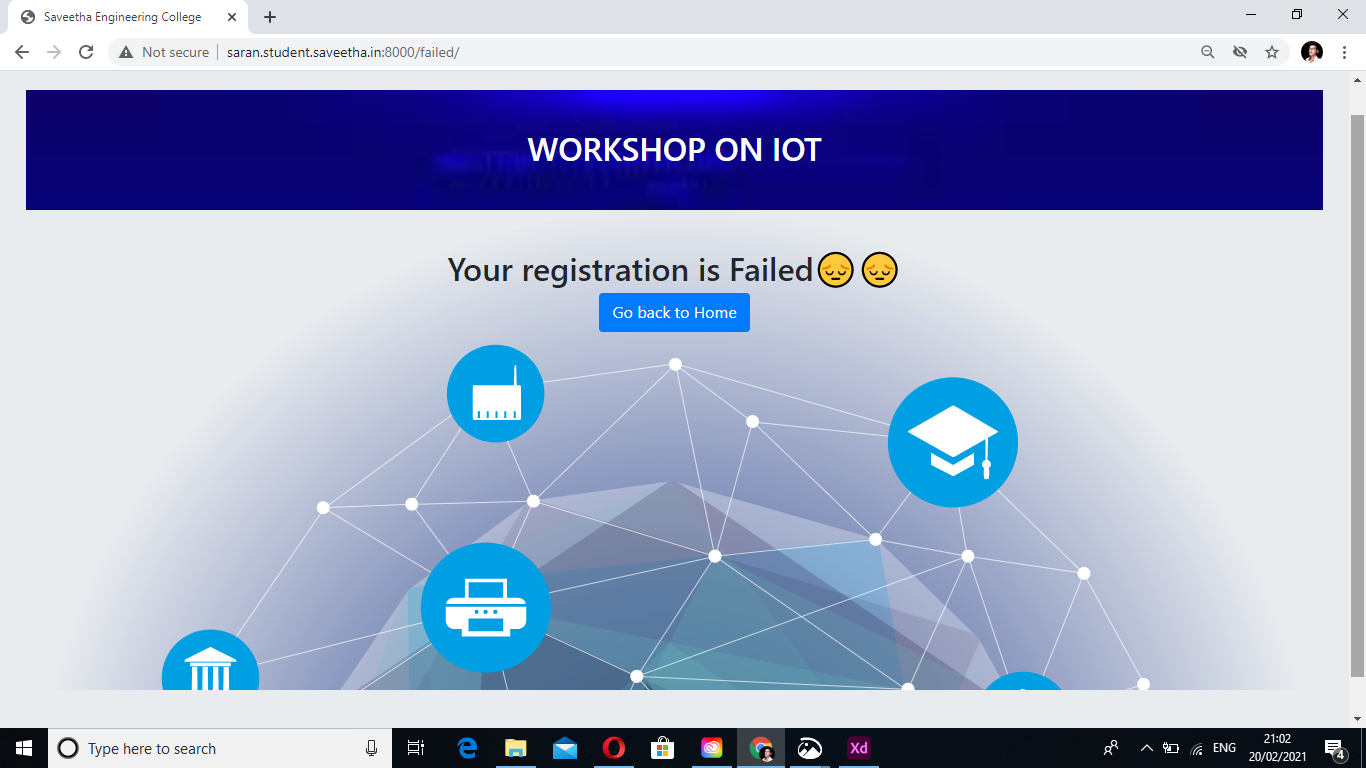 Saveetha Engineering College
Not secure
saran.student.saveetha.in:8000/failed/
WORKSHOP ON IOT
Your registration is Failed😔😔
Go back to Home
Type here to search
Xd
ENG
21:02
20/02/2021
4